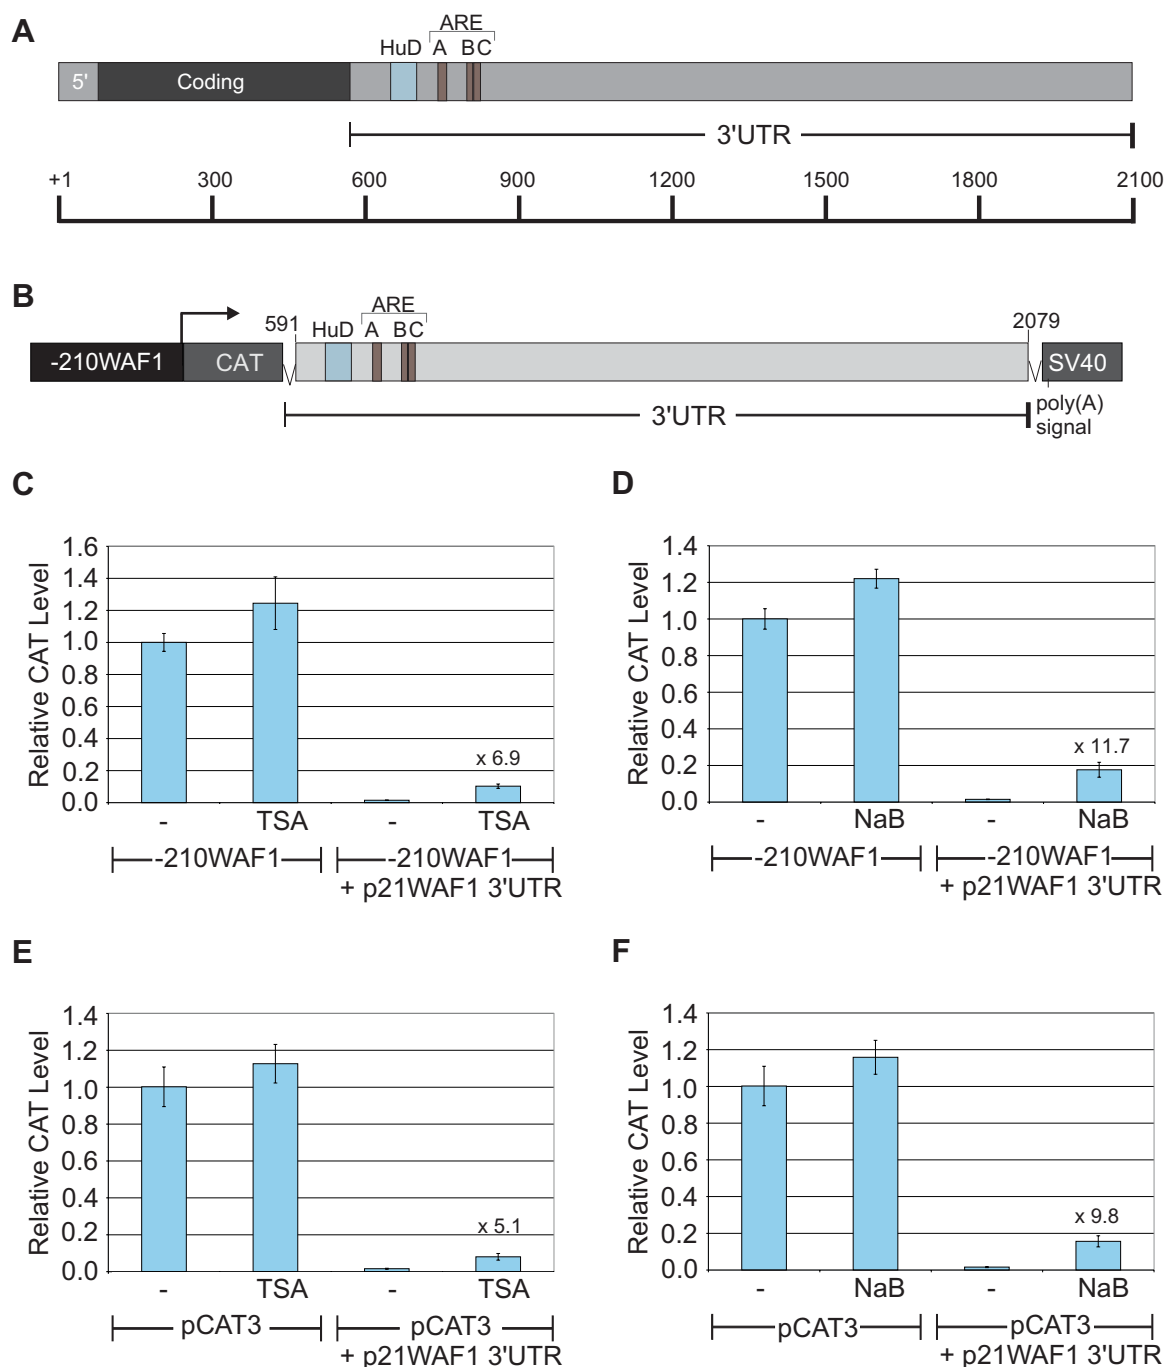 A
ARE
HuD A B C
5' Coding
3'UTR
+1 300 600 900 1200 1500 1800 2100
B
ARE
591 HuD A B C 2079
-210WAF1 CAT SV40
3'UTR
poly(A)
signal
C
Relative CAT Level
1.6
1.4
1.2
1.0
0.8
0.6
0.4
0.2
0.0
x 6.9
- TSA - TSA
-210WAF1 -210WAF1
+ p21WAF1 3'UTR
D
Relative CAT Level
1.4
1.2
1.0
0.8
0.6
0.4
0.2
0.0
x 11.7
- NaB - NaB
-210WAF1 -210WAF1
+ p21WAF1 3'UTR
E
Relative CAT Level
1.4
1.2
1.0
0.8
0.6
0.4
0.2
0.0
x 5.1
- TSA - TSA
pCAT3 pCAT3
+ p21WAF1 3'UTR
F
Relative CAT Level
1.4
1.2
1.0
0.8
0.6
0.4
0.2
0.0
x 9.8
- NaB - NaB
pCAT3 pCAT3
+ p21WAF1 3'UTR